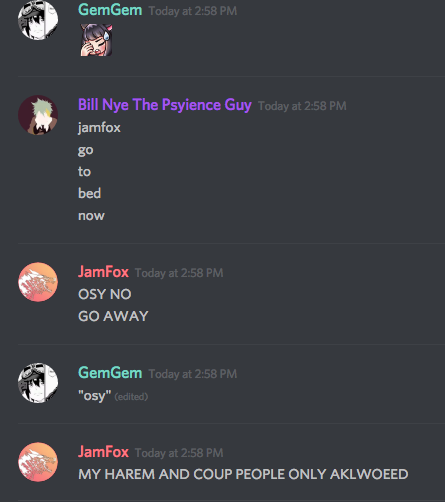 GemGem Today at 2:58 PM
Bill Nye The Psyience Guy Today at 2:58 PM
jamfox
go
to
bed
now
JamFox Today at 2:58 PM
OSY NO
GO AWAY
GemGem Today at 2:58 PM
"osy" (edited)
JamFox Today at 2:58 PM
MY HAREM AND COUP PEOPLE ONLY AKLWOEED